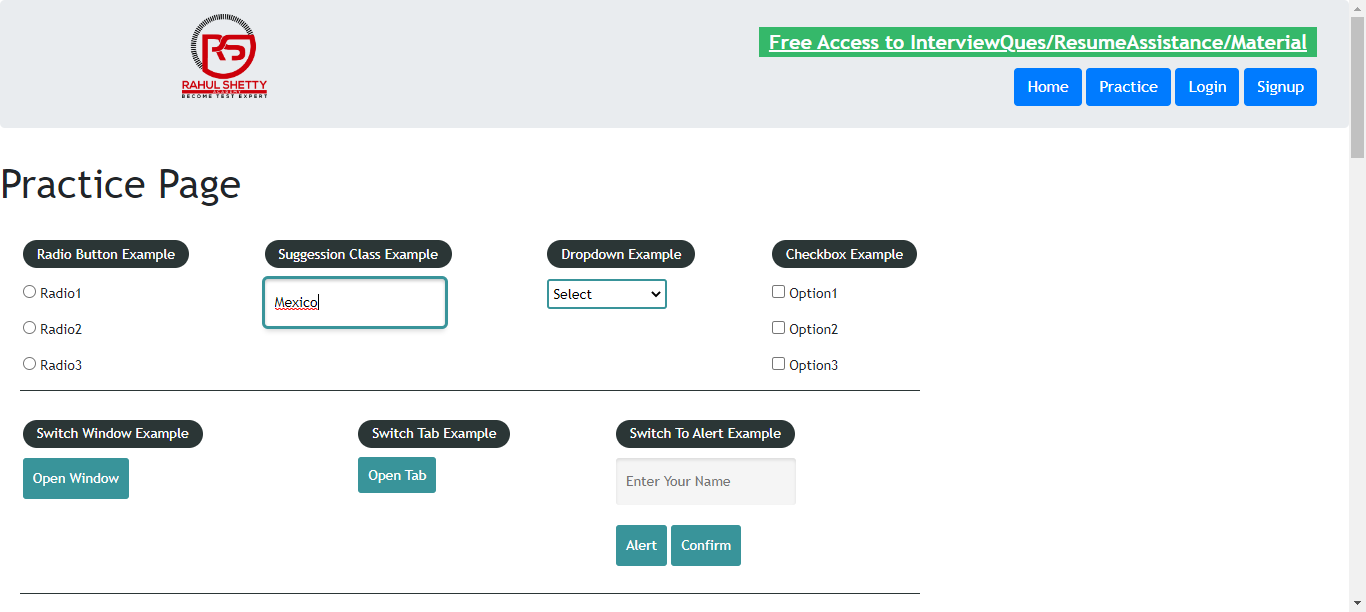 RS
RAHUL SHETTY
ACADEMY
BECOME TEST EXPERT
Free Access to InterviewQues/ResumeAssistance/Material
Home Practice Login Signup
Practice Page
Radio Button Example
Radio1
Radio2
Radio3
Suggession Class Example
Mexico
Dropdown Example
Select
Checkbox Example
Option1
Option2
Option3
Switch Window Example
Open Window
Switch Tab Example
Open Tab
Switch To Alert Example
Enter Your Name
Alert Confirm